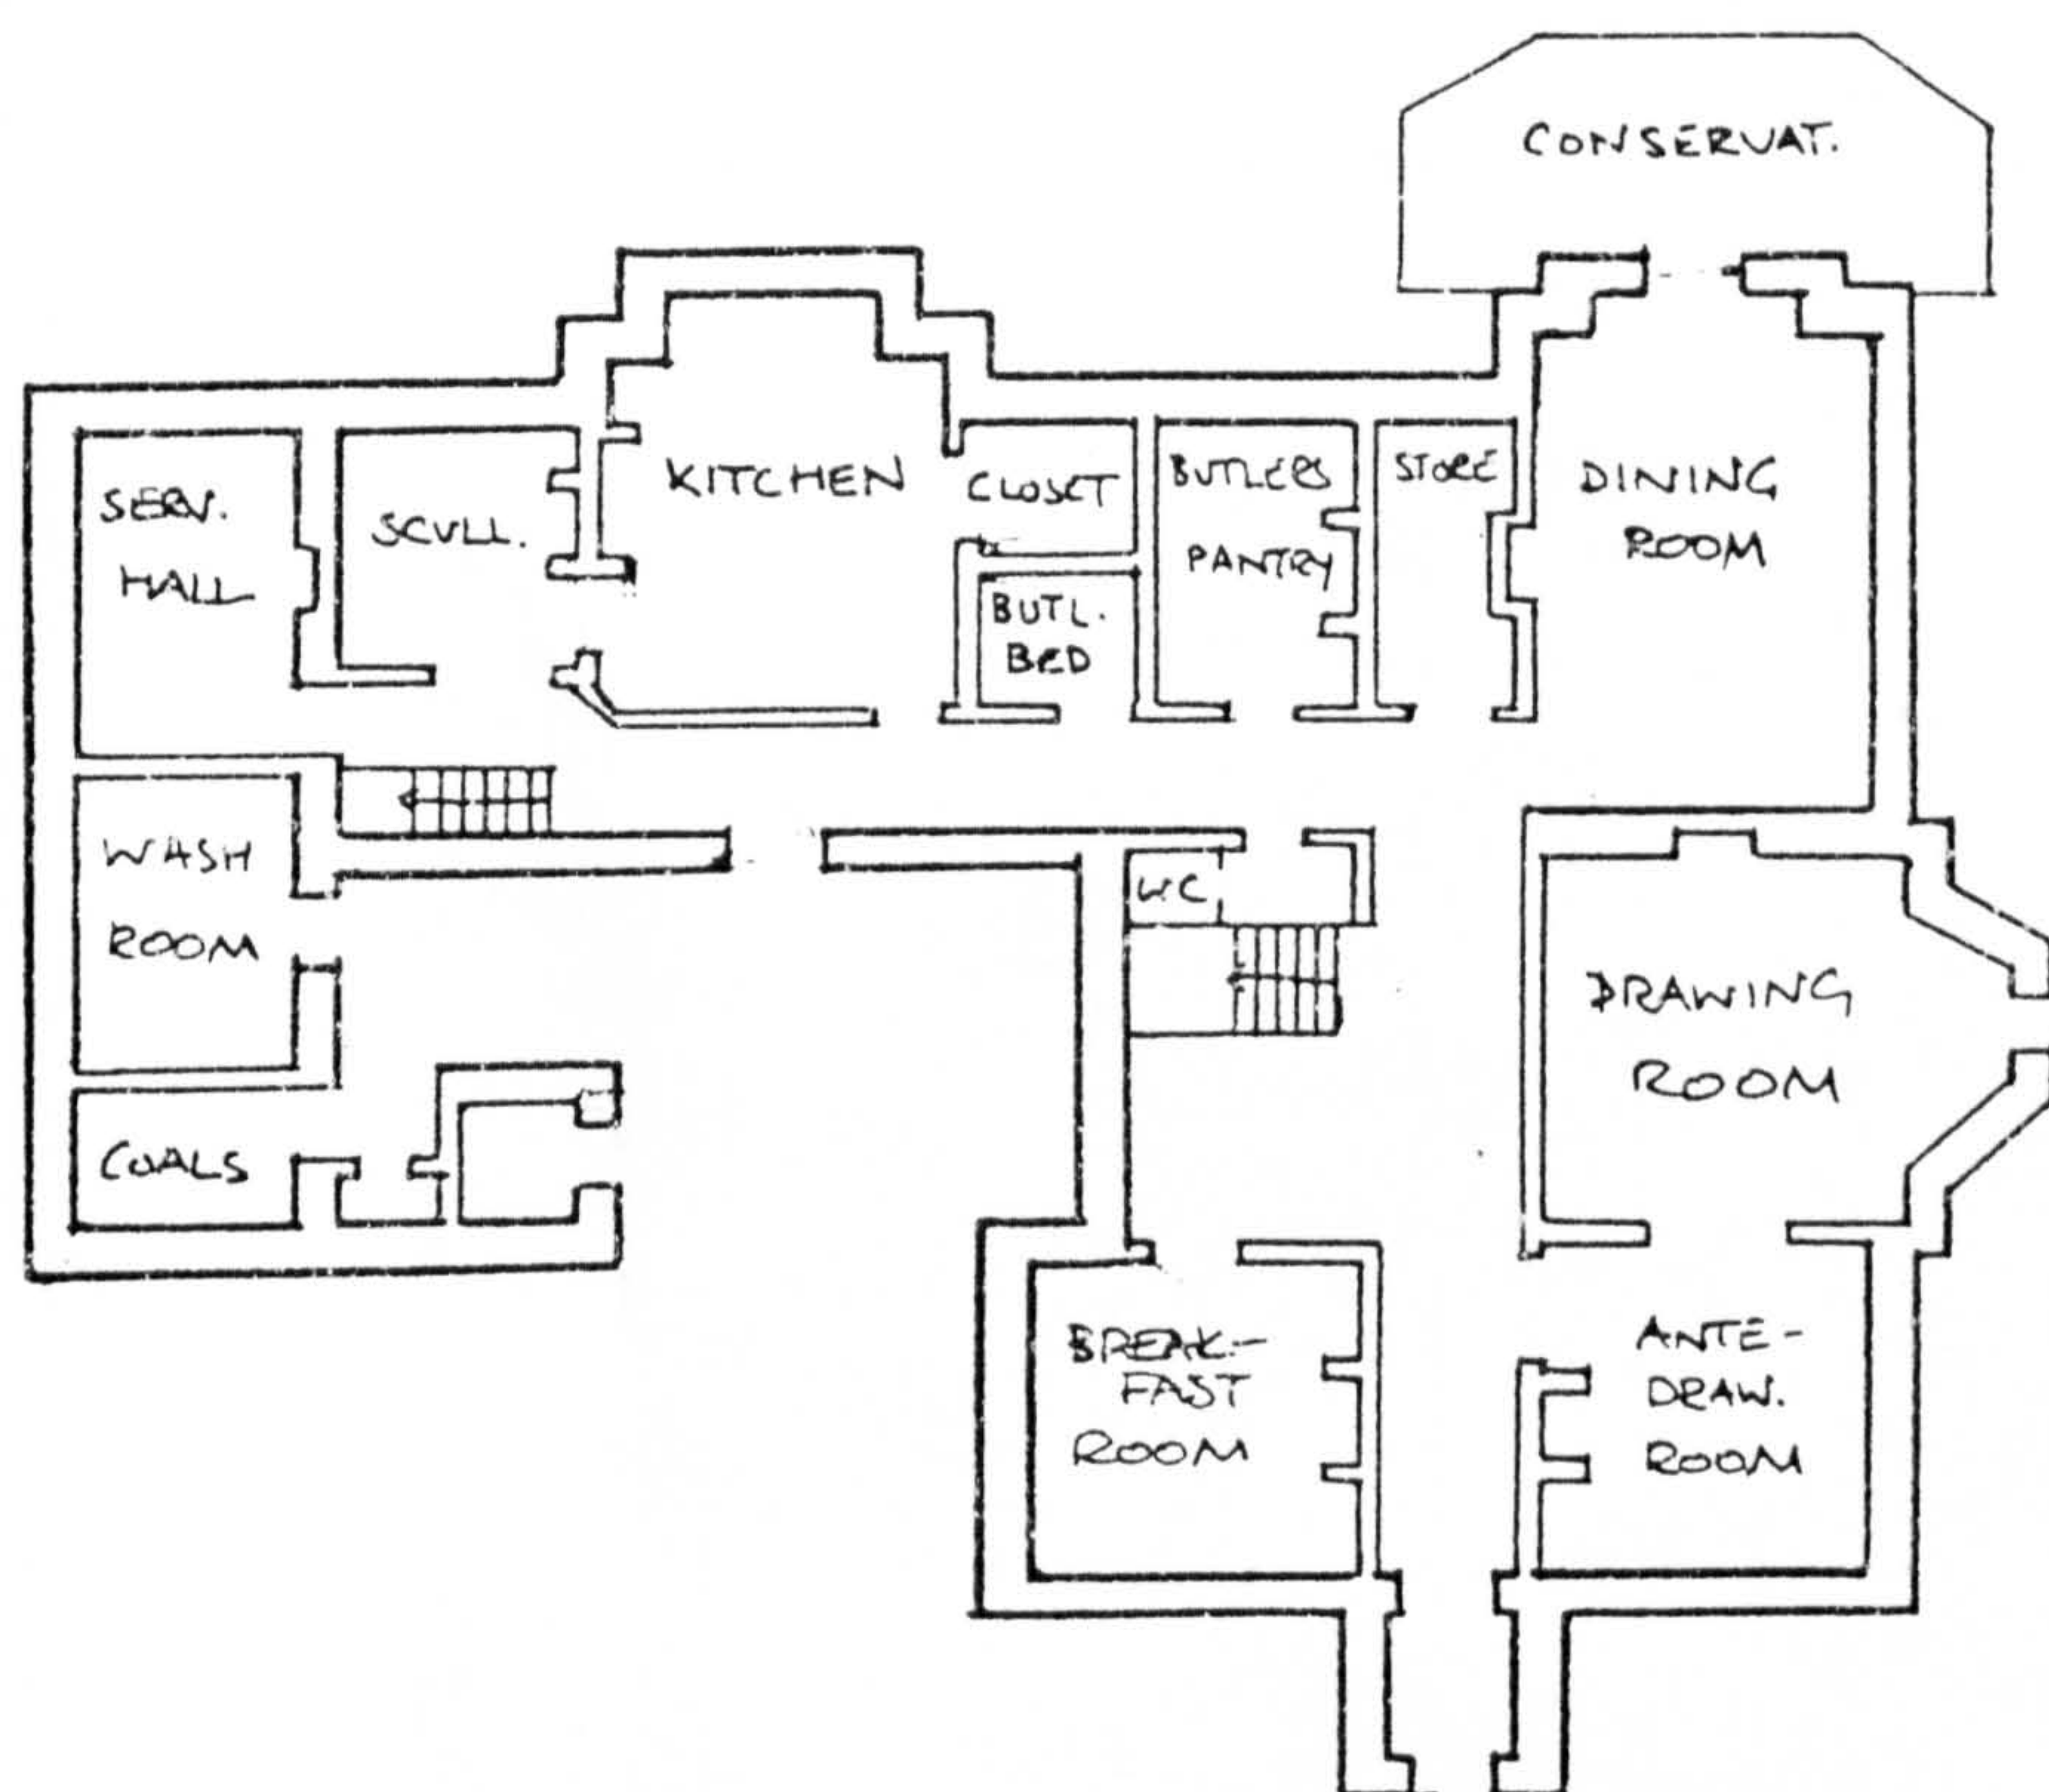 CONSERVAT.
SERV.
HALL
SCULL.
KITCHEN
CLOSET
BUTL.
BED
BUTLERS
PANTRY
STORE
DINING
ROOM
WASH
ROOM
WC
DRAWING
ROOM
COALS
BREAK-
FAST
ROOM
ANTE-
DRAW.
ROOM